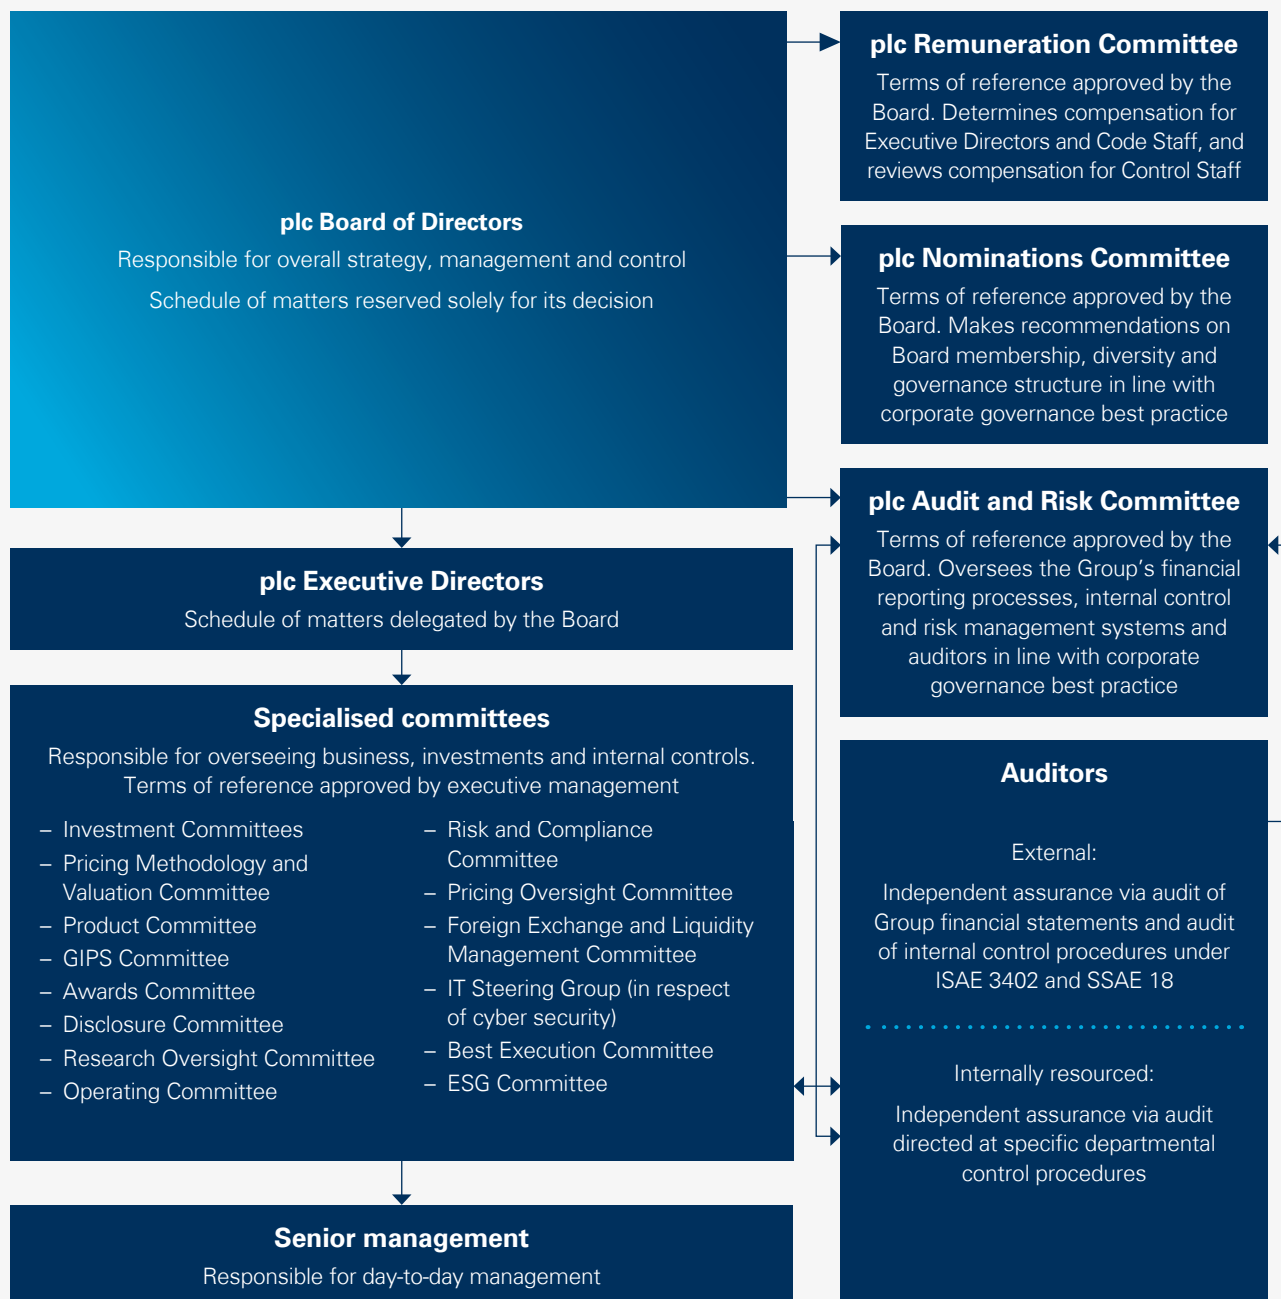 plc Board of Directors
Responsible for overall strategy, management and control
Schedule of matters reserved solely for its decision
plc Remuneration Committee
Terms of reference approved by the
Board. Determines compensation for
Executive Directors and Code Staff, and
reviews compensation for Control Staff
plc Nominations Committee
Terms of reference approved by the
Board. Makes recommendations on
Board membership, diversity and
governance structure in line with
corporate governance best practice
plc Audit and Risk Committee
Terms of reference approved by the
Board. Oversees the Group’s financial
reporting processes, internal control
and risk management systems and
auditors in line with corporate
governance best practice
plc Executive Directors
Schedule of matters delegated by the Board
Specialised committees
Responsible for overseeing business, investments and internal controls.
Terms of reference approved by executive management
– Investment Committees
– Pricing Methodology and
Valuation Committee
– Product Committee
– GIPS Committee
– Awards Committee
– Disclosure Committee
– Research Oversight Committee
– Operating Committee
– Risk and Compliance
Committee
– Pricing Oversight Committee
– Foreign Exchange and Liquidity
Management Committee
– IT Steering Group (in respect
of cyber security)
– Best Execution Committee
– ESG Committee
Auditors
External:
Independent assurance via audit of
Group financial statements and audit
of internal control procedures under
ISAE 3402 and SSAE 18
Internally resourced:
Independent assurance via audit
directed at specific departmental
control procedures
Senior management
Responsible for day-to-day management